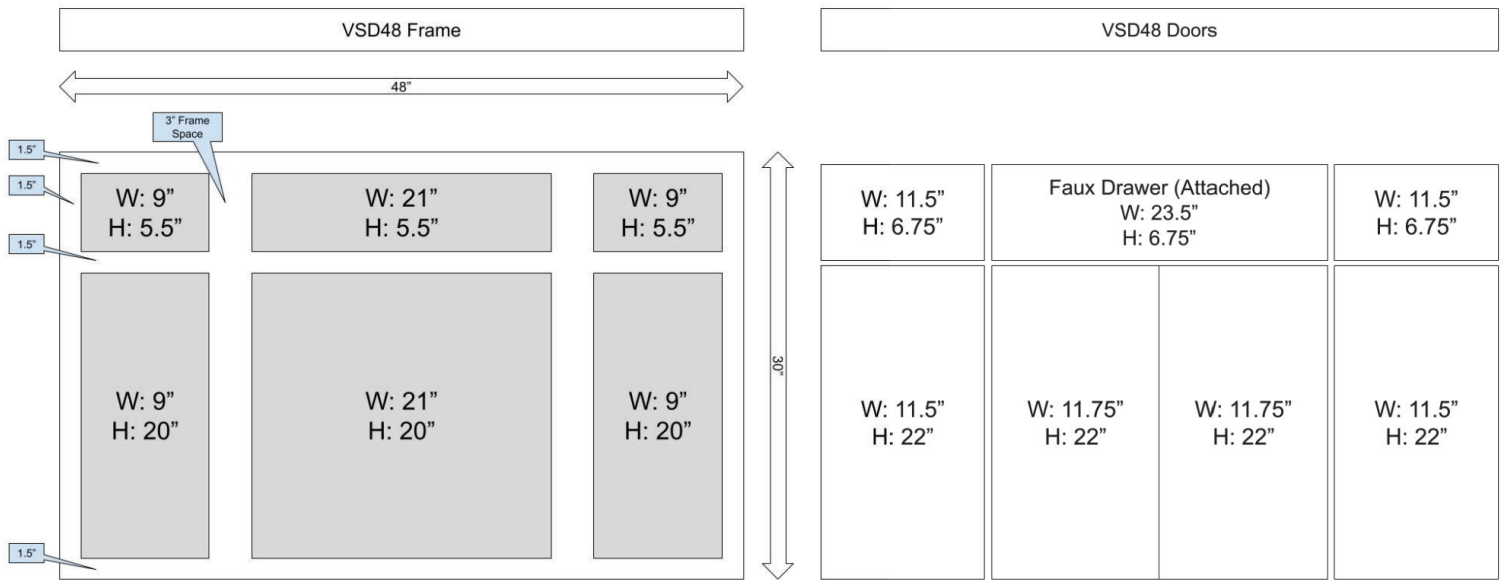 VSD48 Frame
VSD48 Doors
48”
3” Frame
Space
1.5”
1.5”
1.5”
1.5”
W: 9”
H: 5.5”
W: 21”
H: 5.5”
W: 9”
H: 5.5”
W: 9”
H: 20”
W: 21”
H: 20”
W: 9”
H: 20”
30”
W: 11.5”
H: 6.75”
Faux Drawer (Attached)
W: 23.5”
H: 6.75”
W: 11.5”
H: 6.75”
W: 11.5”
H: 22”
W: 11.75”
H: 22”
W: 11.75”
H: 22”
W: 11.5”
H: 22”